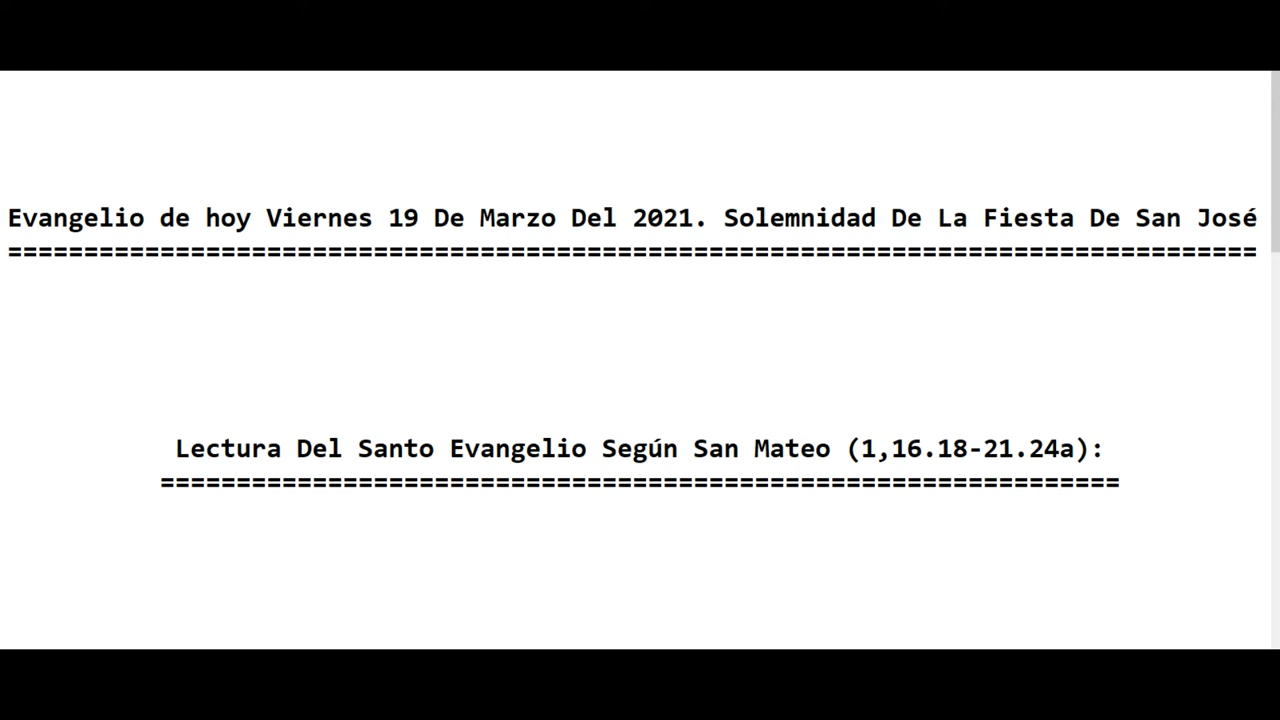 Evangelio de hoy Viernes 19 De Marzo Del 2021. Solemnidad De La Fiesta De San José
==================================================================================
Lectura Del Santo Evangelio Según San Mateo (1,16.18-21.24a):
===============================================================